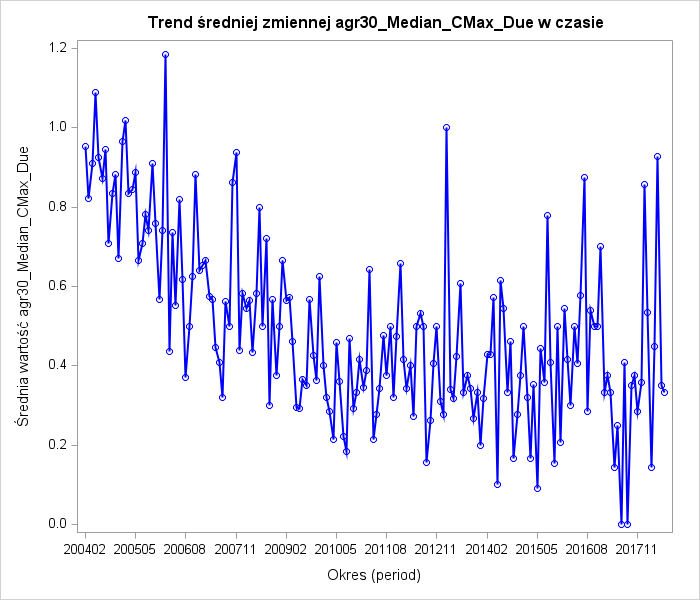 Trend średniej zmiennej agr30_Median_CMax_Due w czasie
Średnia wartość agr30_Median_CMax_Due
1.2
1.0
0.8
0.6
0.4
0.2
0.0
200402 200505 200608 200711 200902 201005 201108 201211 201402 201505 201608 201711
Okres (period)